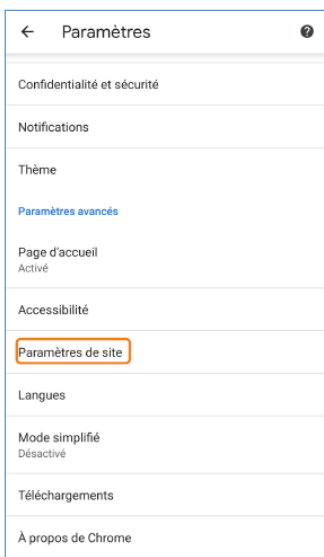 Paramètres
Confidentialité et sécurité
Notifications
Thème
Paramètres avancés
Page d'accueil
Activé
Accessibilité
Paramètres de site
Langues
Mode simplifié
Désactivé
Téléchargements
À propos de Chrome